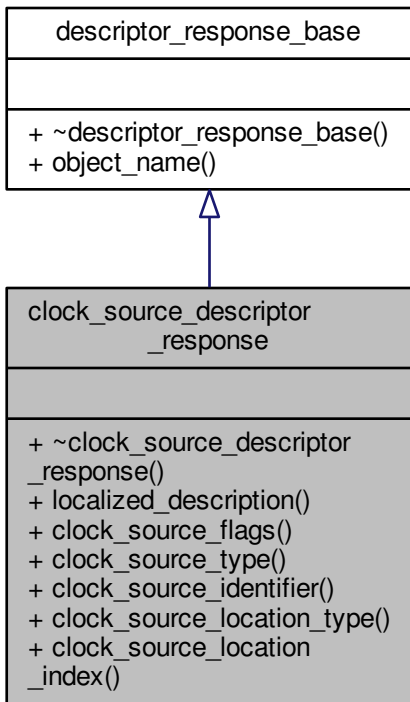 descriptor_response_base
+ ~descriptor_response_base()
+ object_name()
clock_source_descriptor
_response
+ ~clock_source_descriptor
_response()
+ localized_description()
+ clock_source_flags()
+ clock_source_type()
+ clock_source_identifier()
+ clock_source_location_type()
+ clock_source_location
_index()